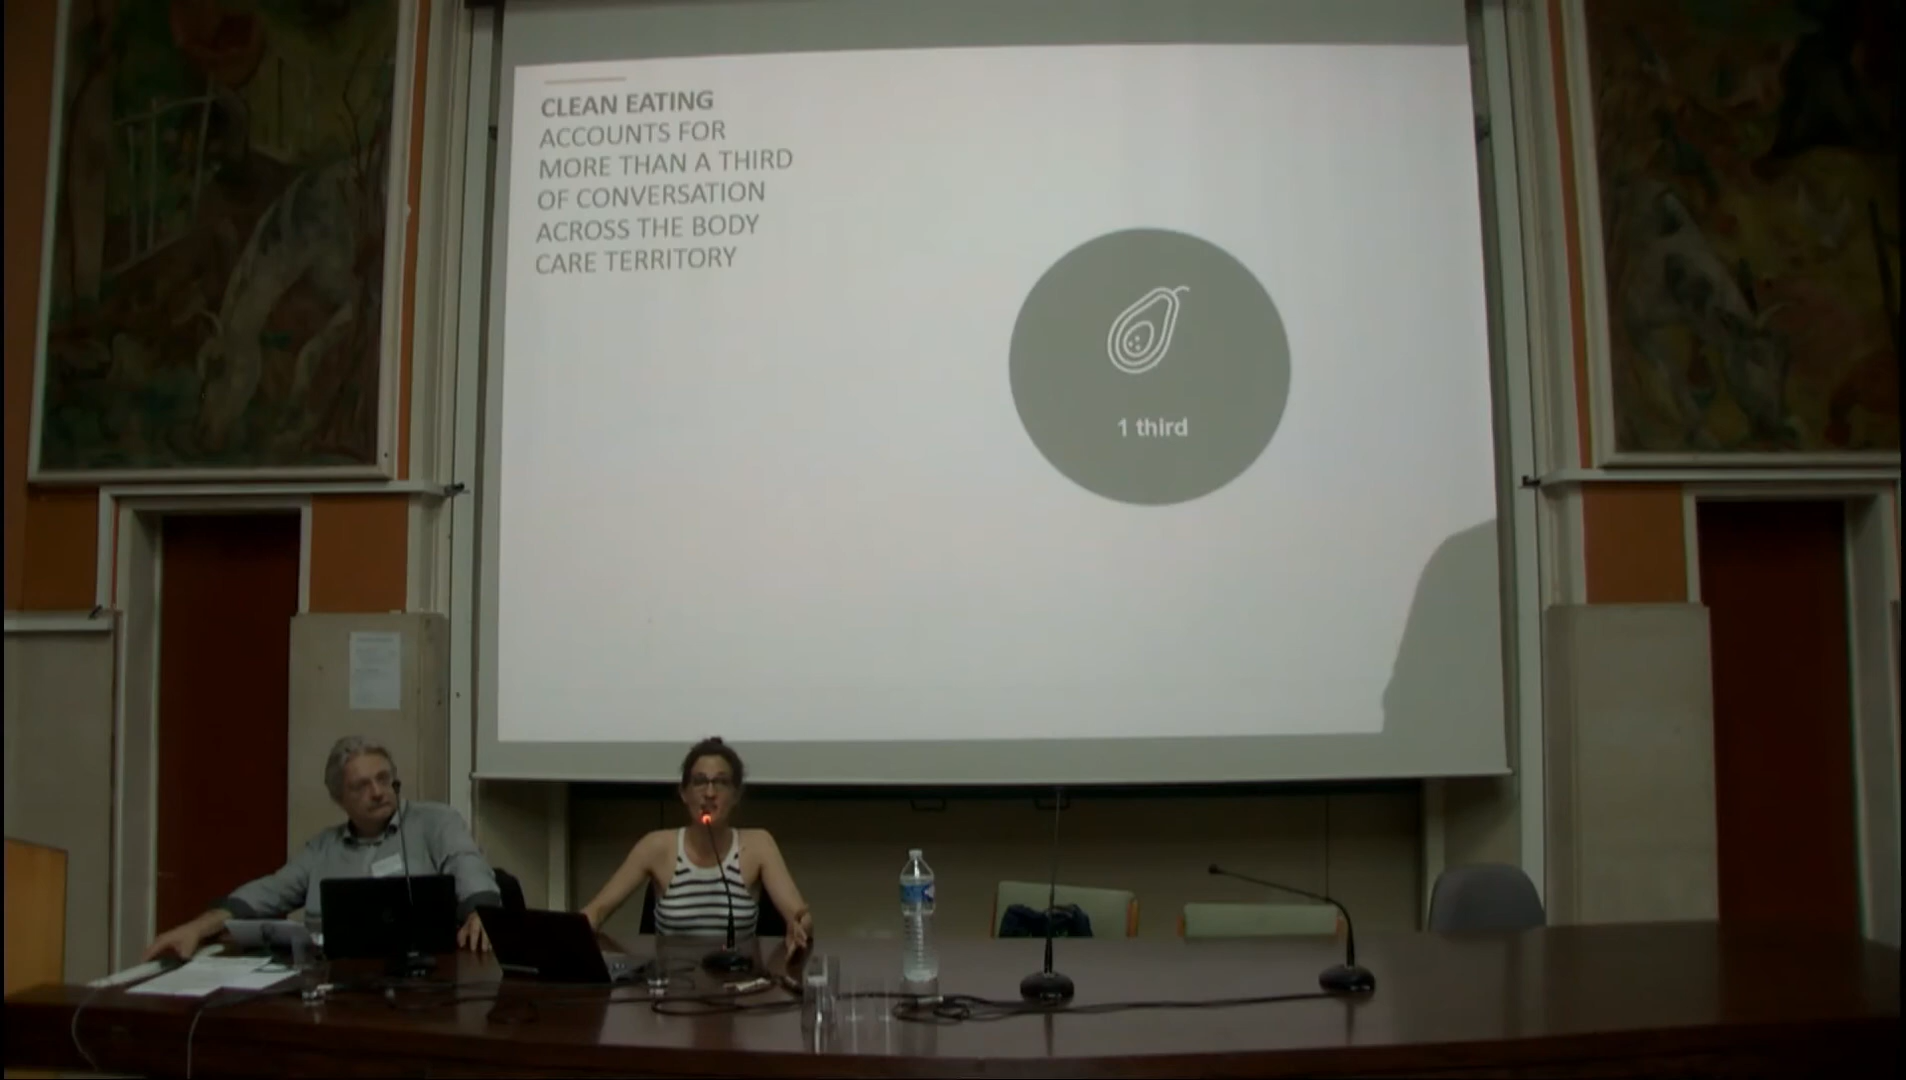 CLEAN EATING
ACCOUNTS FOR
MORE THAN A THIRD
OF CONVERSATION
ACROSS THE BODY
CARE TERRITORY
1 third